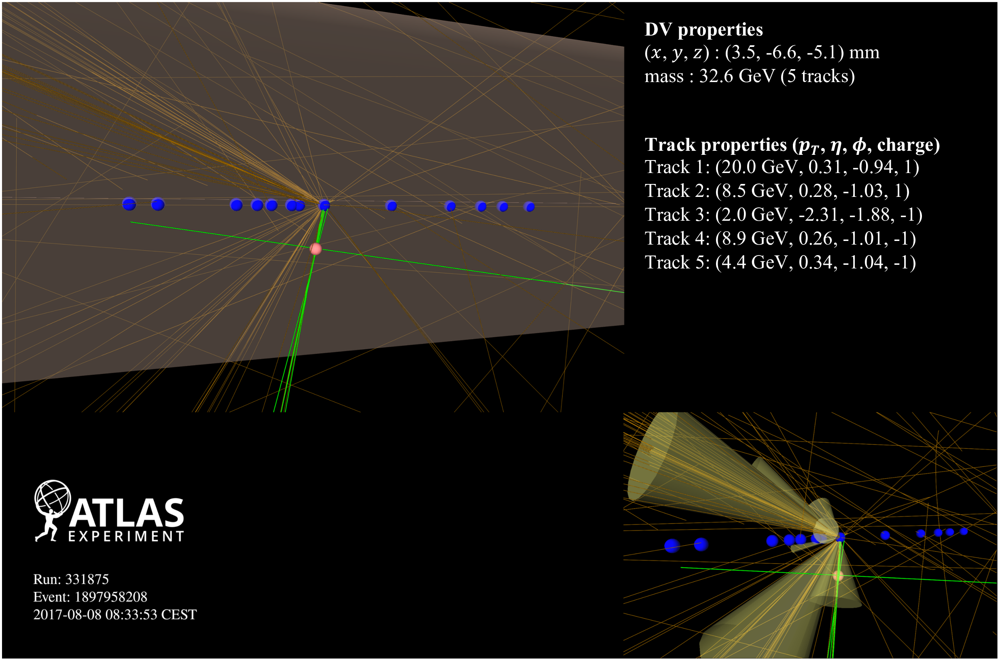 DV properties
(x, y, z) : (3.5, -6.6, -5.1) mm
mass : 32.6 GeV (5 tracks)
Track properties (p_T, η, ϕ, charge)
Track 1: (20.0 GeV, 0.31, -0.94, 1)
Track 2: (8.5 GeV, 0.28, -1.03, 1)
Track 3: (2.0 GeV, -2.31, -1.88, -1)
Track 4: (8.9 GeV, 0.26, -1.01, -1)
Track 5: (4.4 GeV, 0.34, -1.04, -1)
ATLAS
EXPERIMENT
Run: 331875
Event: 1897958208
2017-08-08 08:33:53 CEST